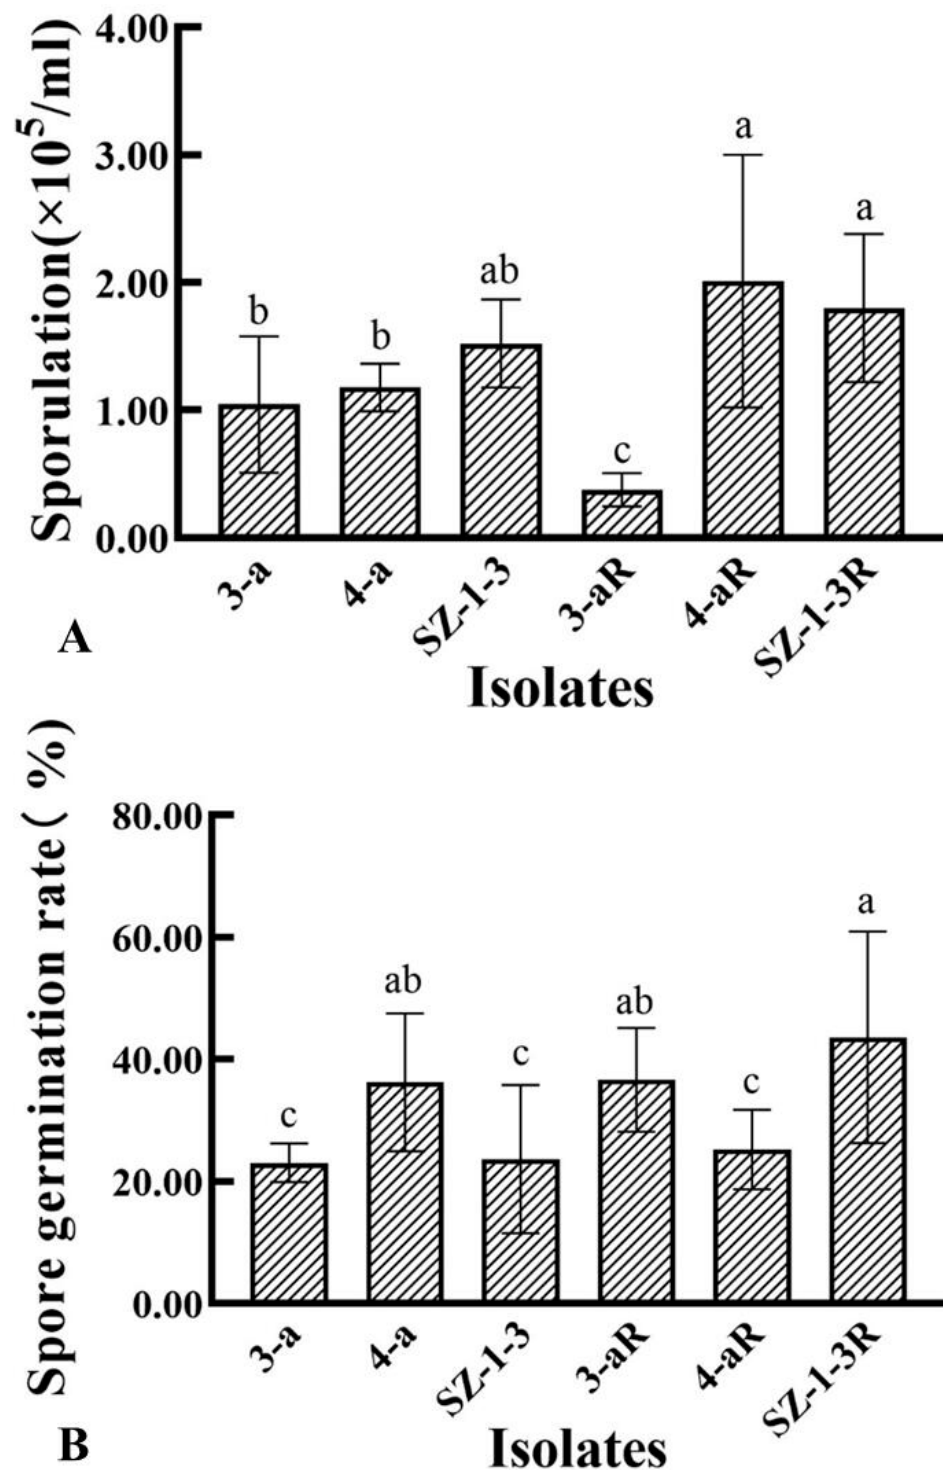 Sporulation(×10⁵/ml)
4.00
3.00
2.00
1.00
0.00
b
b
ab
c
a
a
3-a
4-a
SZ-1-3
3-aR
4-aR
SZ-1-3R
A
Isolates
Spore germination rate( %)
80.00
60.00
40.00
20.00
0.00
c
ab
c
ab
c
a
3-a
4-a
SZ-1-3
3-aR
4-aR
SZ-1-3R
B
Isolates